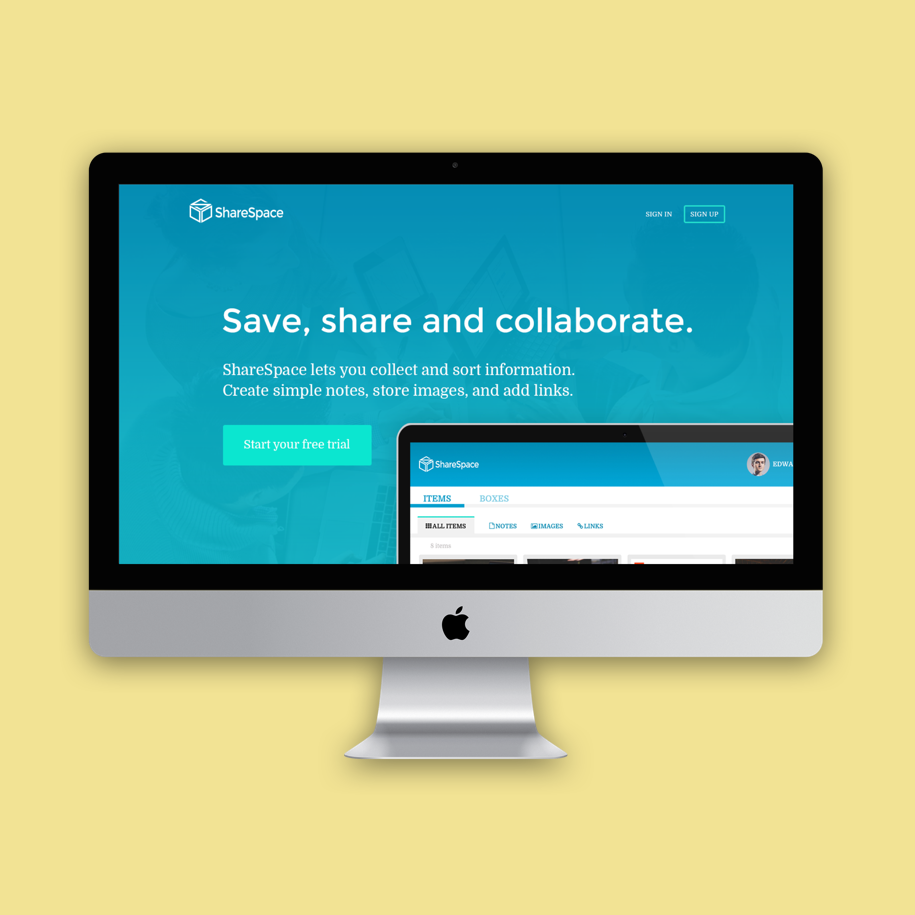 ShareSpace
SIGN IN
SIGN UP
Save, share and collaborate.
ShareSpace lets you collect and sort information.
Create simple notes, store images, and add links.
Start your free trial
ShareSpace
EDWA
ITEMS
BOXES
ALL ITEMS
NOTES
IMAGES
LINKS
8 items